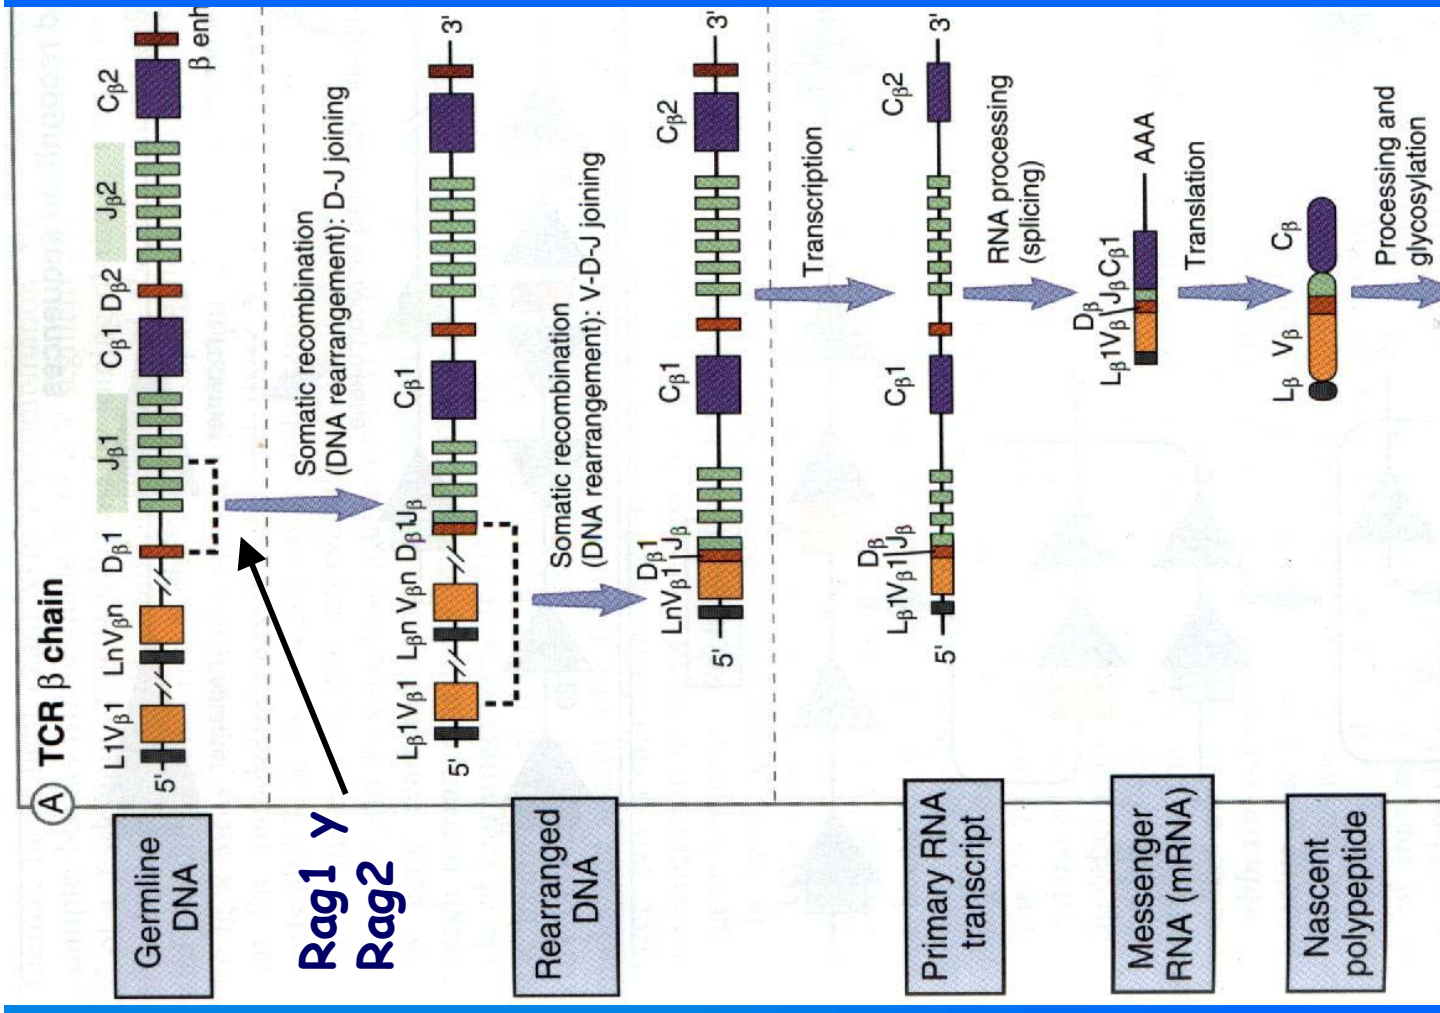 A TCR β chain
L1Vβ1 LnVβn Dβ1 Jβ1 Cβ1 Dβ2 Jβ2 Cβ2
5'
β enh
Germline
DNA
Rag1 y
Rag2
Somatic recombination
(DNA rearrangement): D-J joining
Lβ1Vβ1 Lβn Vβn Dβ1Jβ Cβ1
5' 3'
Rearranged
DNA
Somatic recombination
(DNA rearrangement): V-D-J joining
Dβ1
LnVβ1 Jβ Cβ1 Cβ2
5' 3'
Transcription
Primary RNA
transcript
Dβ
Lβ1Vβ1 Jβ Cβ1 Cβ2
5' 3'
RNA processing
(splicing)
Messenger
RNA (mRNA)
Dβ
Lβ1Vβ JβCβ1
AAA
Translation
Nascent
polypeptide
Lβ Vβ Cβ
Processing and
glycosylation